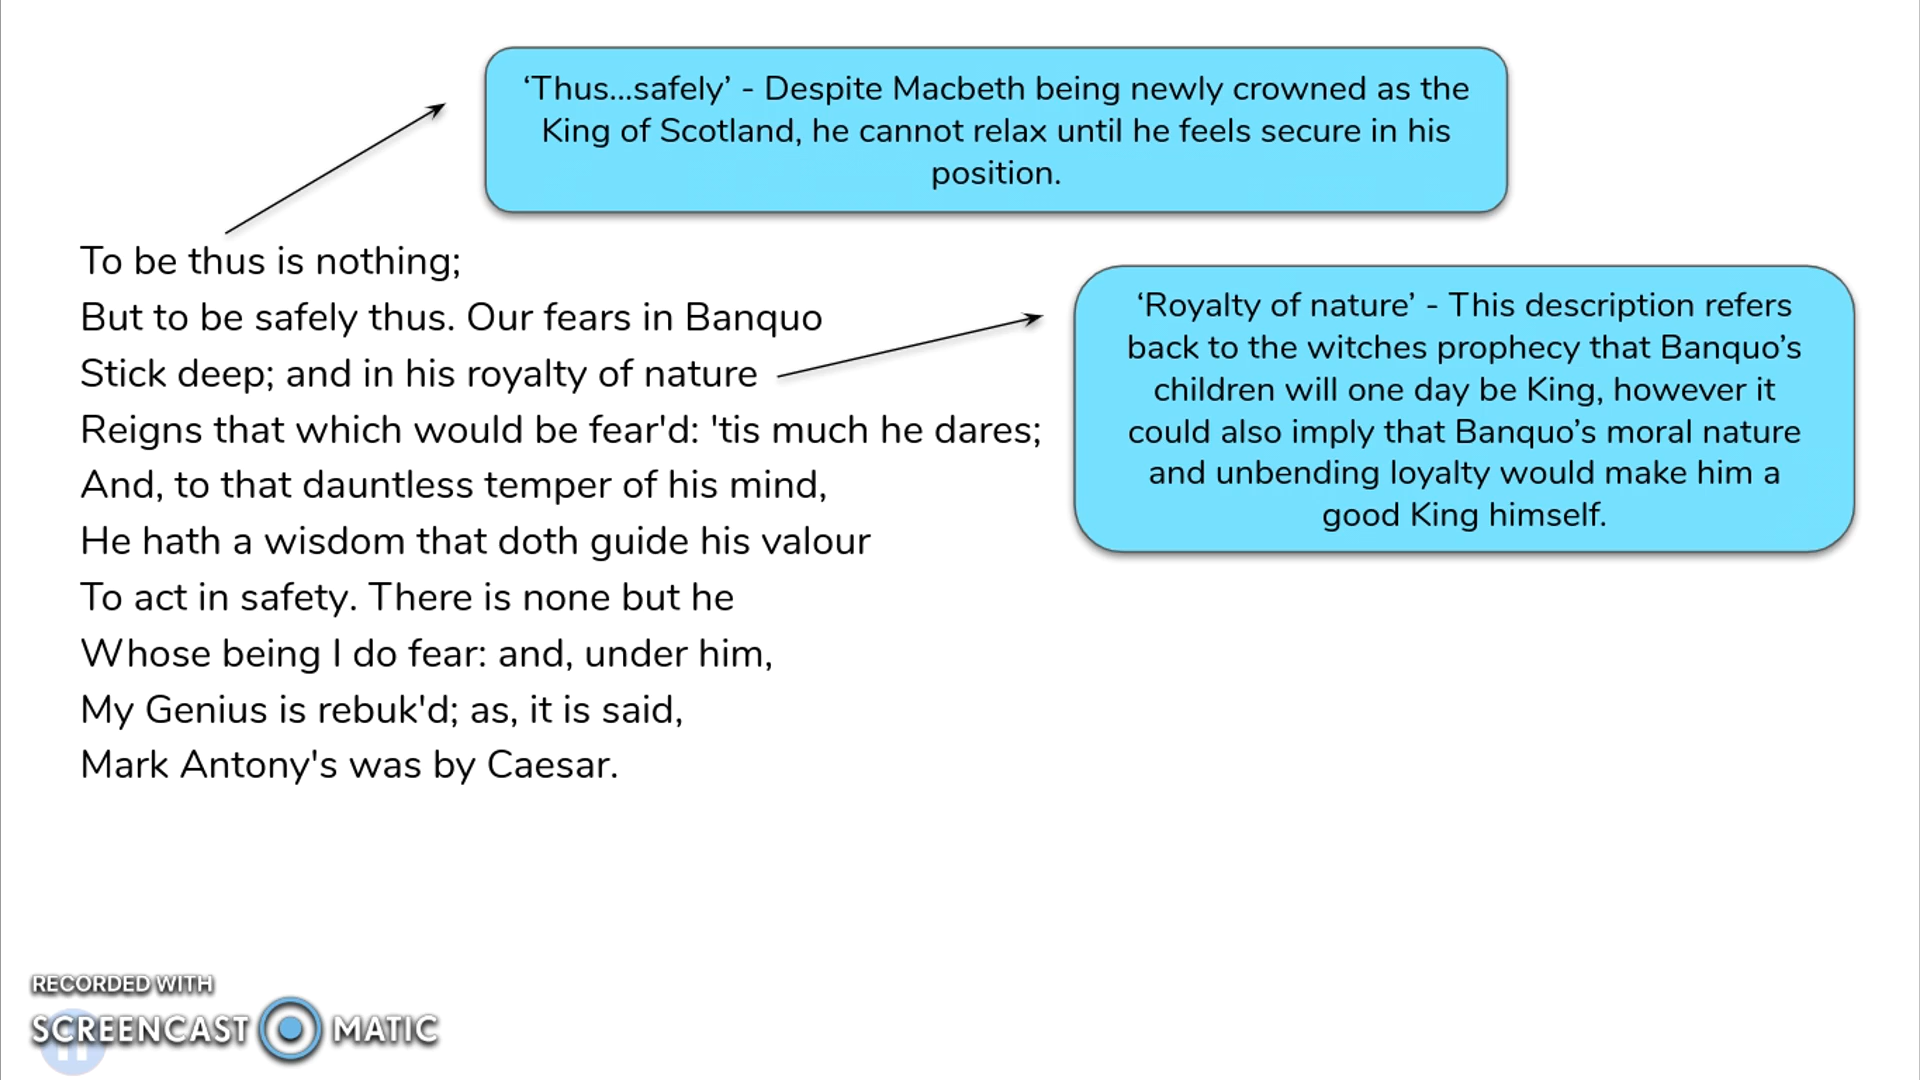 ‘Thus...safely’ - Despite Macbeth being newly crowned as the
King of Scotland, he cannot relax until he feels secure in his
position.
To be thus is nothing;
But to be safely thus. Our fears in Banquo
Stick deep; and in his royalty of nature
Reigns that which would be fear'd: 'tis much he dares;
And, to that dauntless temper of his mind,
He hath a wisdom that doth guide his valour
To act in safety. There is none but he
Whose being I do fear: and, under him,
My Genius is rebuk'd; as, it is said,
Mark Antony's was by Caesar.
‘Royalty of nature’ - This description refers
back to the witches prophecy that Banquo’s
children will one day be King, however it
could also imply that Banquo’s moral nature
and unbending loyalty would make him a
good King himself.
RECORDED WITH
SCREENCAST MATIC